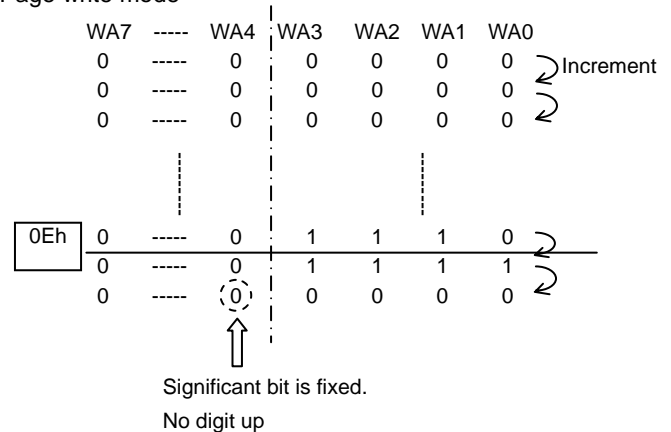 Page write mode
WA7 ----- WA4 WA3 WA2 WA1 WA0
0 ----- 0 0 0 0 0 Increment
0 ----- 0 0 0 0 0
0 ----- 0 0 0 0 0
0Eh 0 ----- 0 1 1 1 0
0 ----- 0 1 1 1 1
0 ----- 0 0 0 0 0
Significant bit is fixed.
No digit up